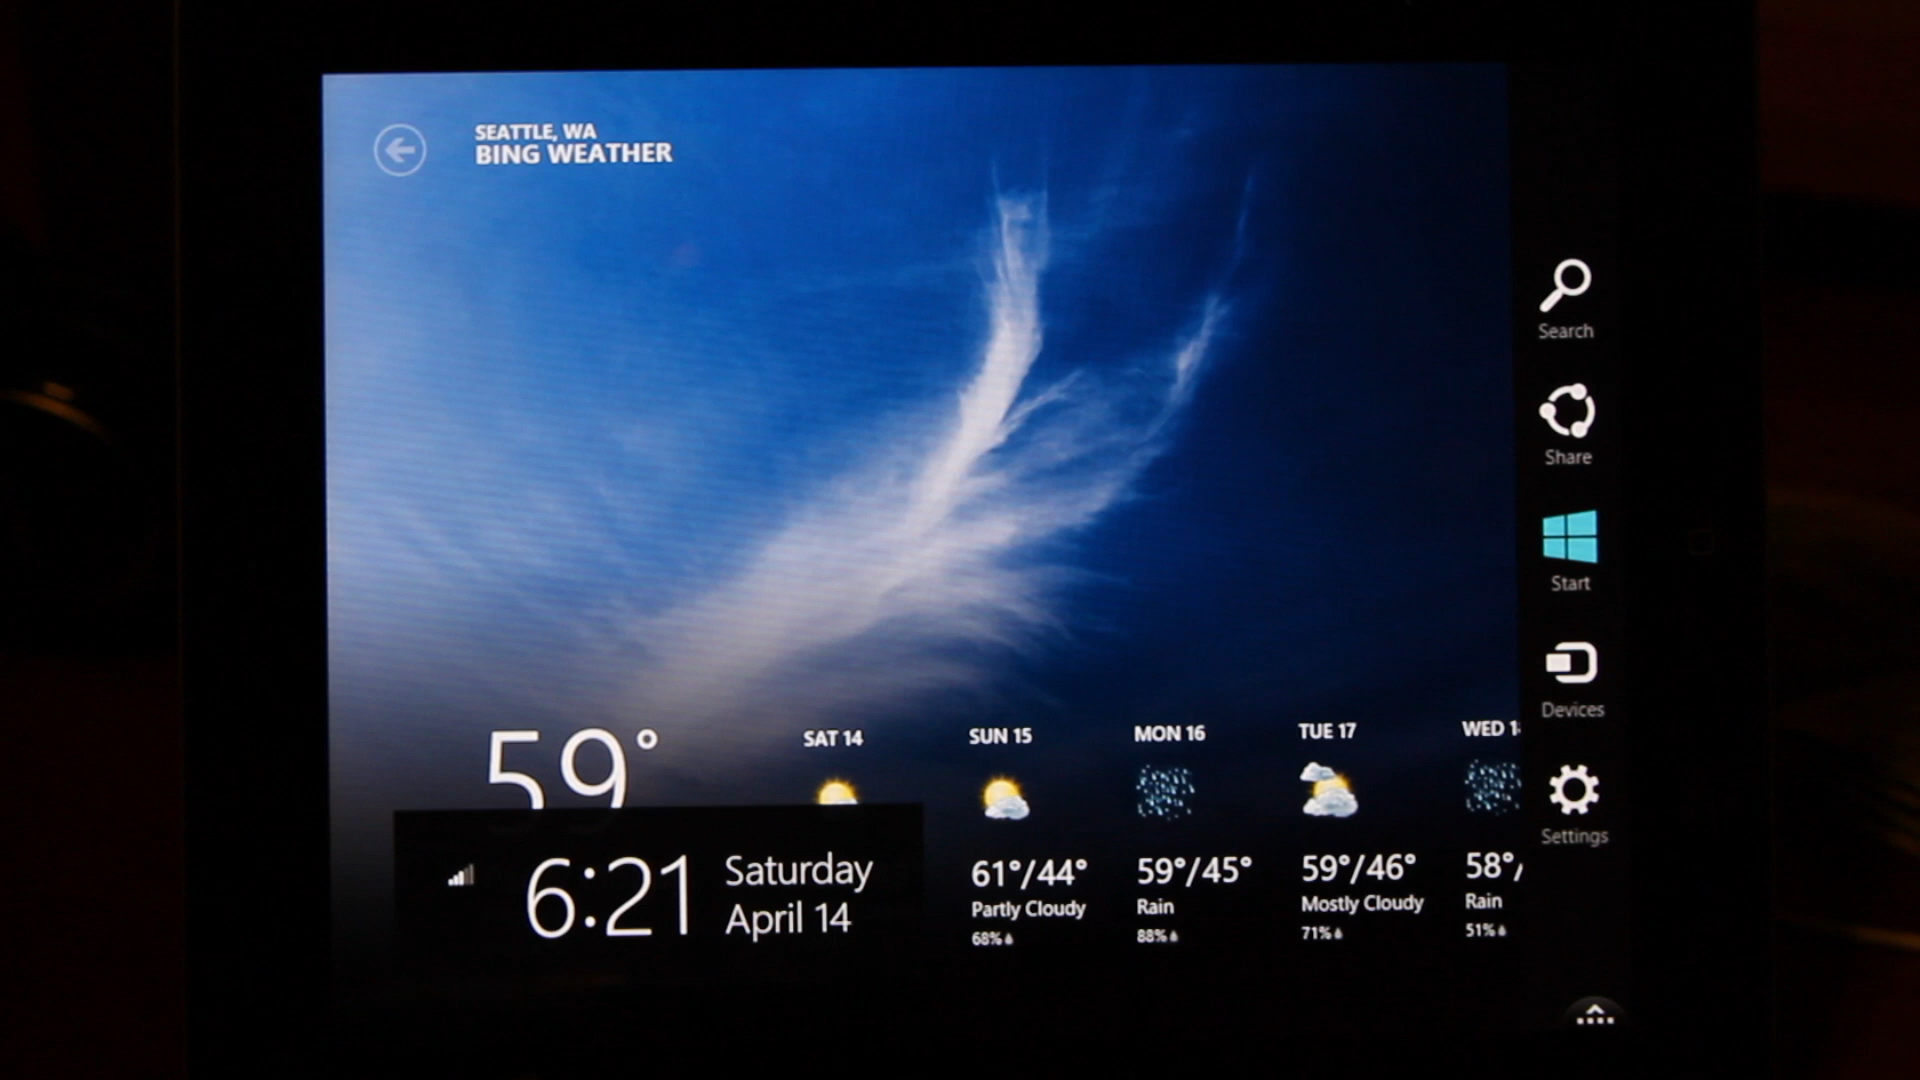 SEATTLE, WA
BING WEATHER
Search
Share
Start
Devices
Settings
59°
SAT 14
SUN 15
MON 16
TUE 17
WED
6:21
Saturday
April 14
61°/44°
Partly Cloudy
68%
59°/45°
Rain
88%
59°/46°
Mostly Cloudy
71%
58°/
Rain
51%